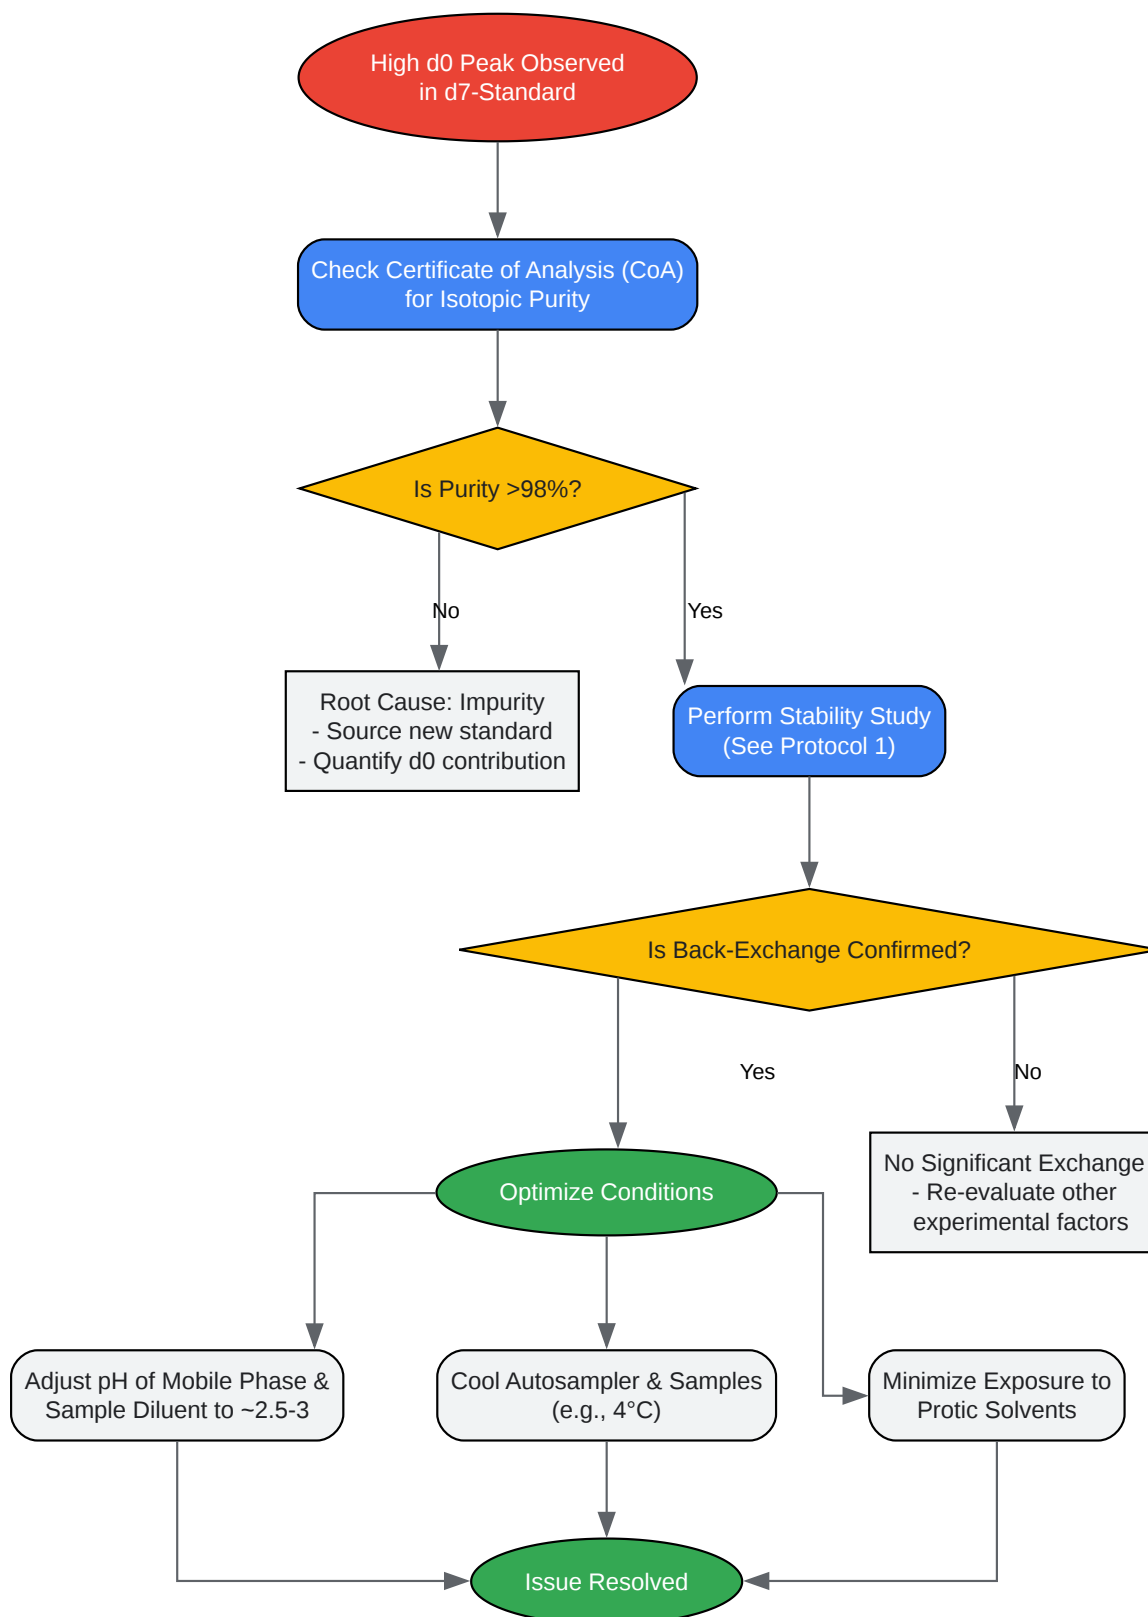 High d0 Peak Observed
in d7-Standard
Check Certificate of Analysis (CoA)
for Isotopic Purity
Is Purity >98%?
No
Yes
Root Cause: Impurity
- Source new standard
- Quantify d0 contribution
Perform Stability Study
(See Protocol 1)
Is Back-Exchange Confirmed?
Yes
No
No Significant Exchange
- Re-evaluate other
experimental factors
Optimize Conditions
Adjust pH of Mobile Phase &
Sample Diluent to ~2.5-3
Cool Autosampler & Samples
(e.g., 4°C)
Minimize Exposure to
Protic Solvents
Issue Resolved